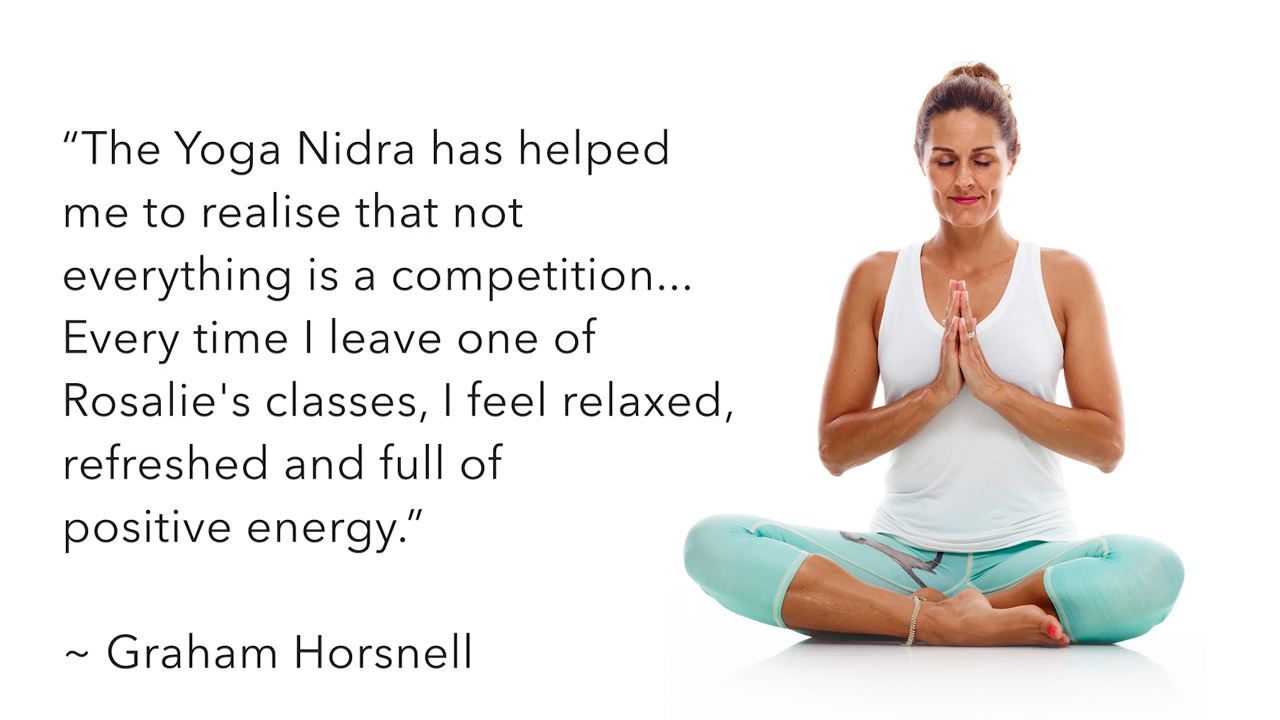 “The Yoga Nidra has helped
me to realise that not
everything is a competition...
Every time I leave one of
Rosalie's classes, I feel relaxed,
refreshed and full of
positive energy.”
~ Graham Horsnell